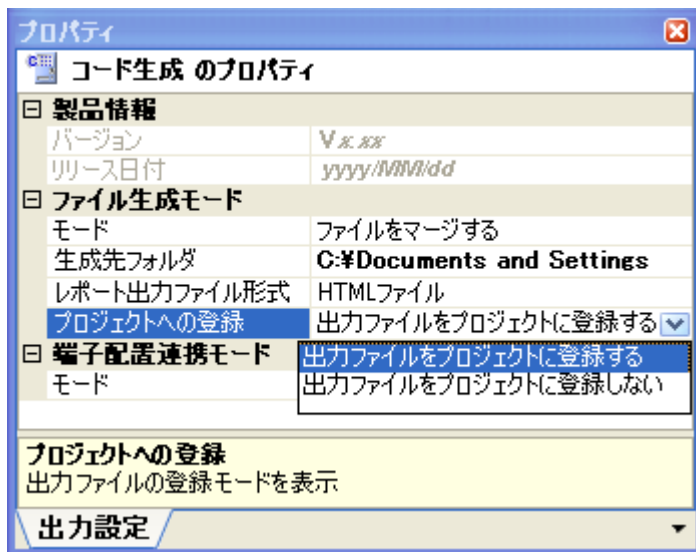 プロパティ
コード生成 のプロパティ
製品情報
バージョン Vx.xx
リリース日付 yyyy/MM/dd
ファイル生成モード
モード ファイルをマージする
生成先フォルダ C:¥Documents and Settings
レポート出力ファイル形式 HTMLファイル
プロジェクトへの登録 出力ファイルをプロジェクトに登録する
端子配置連携モード 出力ファイルをプロジェクトに登録する
モード 出力ファイルをプロジェクトに登録しない
プロジェクトへの登録
出力ファイルの登録モードを表示
出力設定